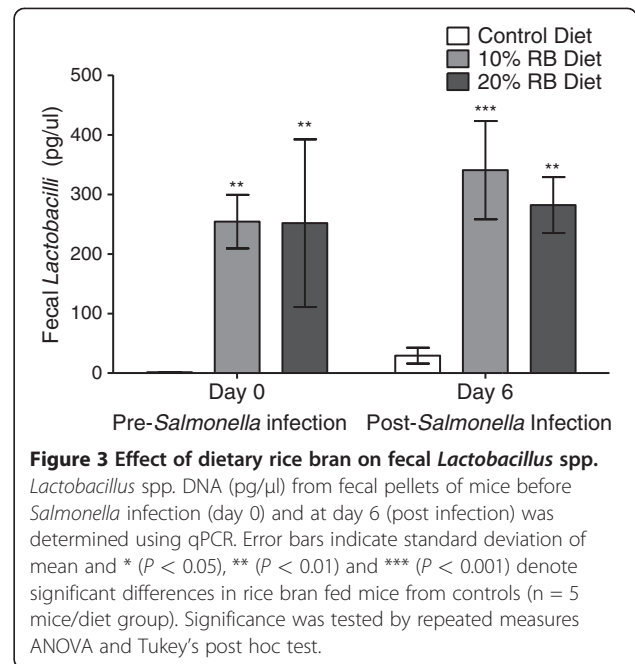 Control Diet
10% RB Diet
20% RB Diet
Fecal Lactobacilli (pg/ul)
500
400
300
200
100
0
**
**
***
**
Day 0
Day 6
Pre-Salmonella infection
Post-Salmonella Infection
Figure 3 Effect of dietary rice bran on fecal Lactobacillus spp.
Lactobacillus spp. DNA (pg/μl) from fecal pellets of mice before
Salmonella infection (day 0) and at day 6 (post infection) was
determined using qPCR. Error bars indicate standard deviation of
mean and * (P < 0.05), ** (P < 0.01) and *** (P < 0.001) denote
significant differences in rice bran fed mice from controls (n = 5
mice/diet group). Significance was tested by repeated measures
ANOVA and Tukey's post hoc test.